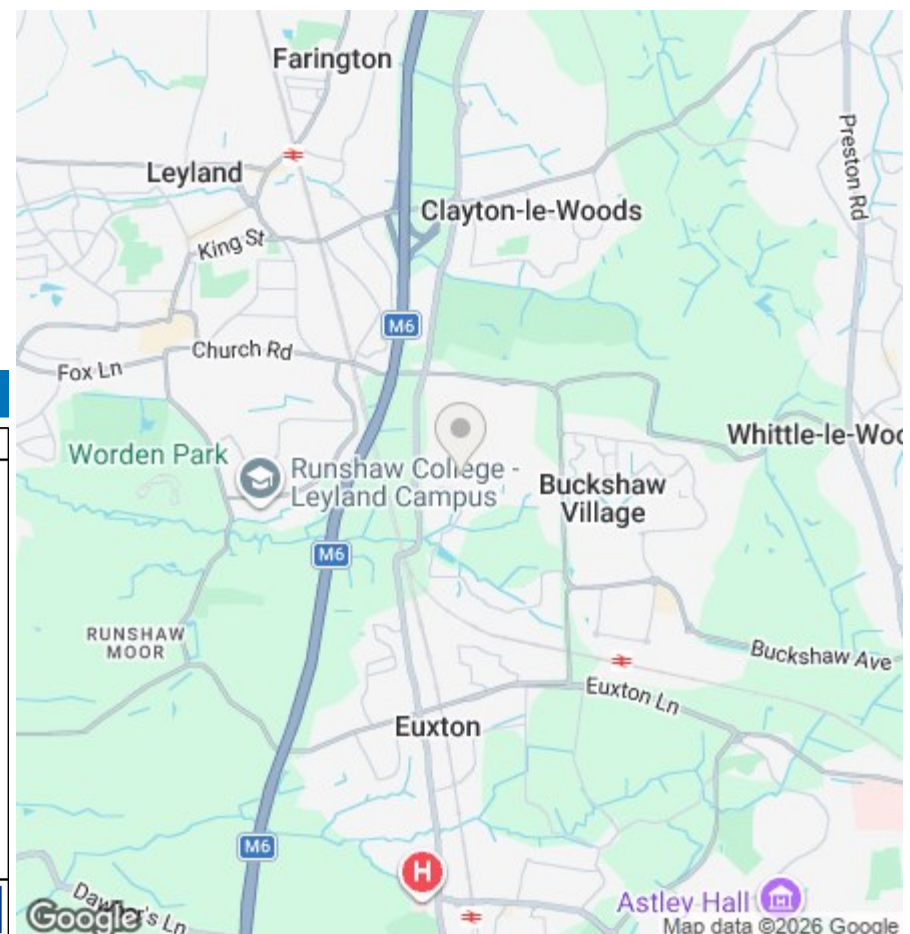 Farington
Leyland
Clayton-le-Woods
Preston Rd
King St
M6
Church Rd
Fox Ln
Worden Park
Runshaw College -
Leyland Campus
Whittle-le-Woo
Buckshaw
Village
M6
RUNSHAW
MOOR
Buckshaw Ave
Euxton Ln
Euxton
M6
H
Astley Hall
Google
Map data ©2026 Google